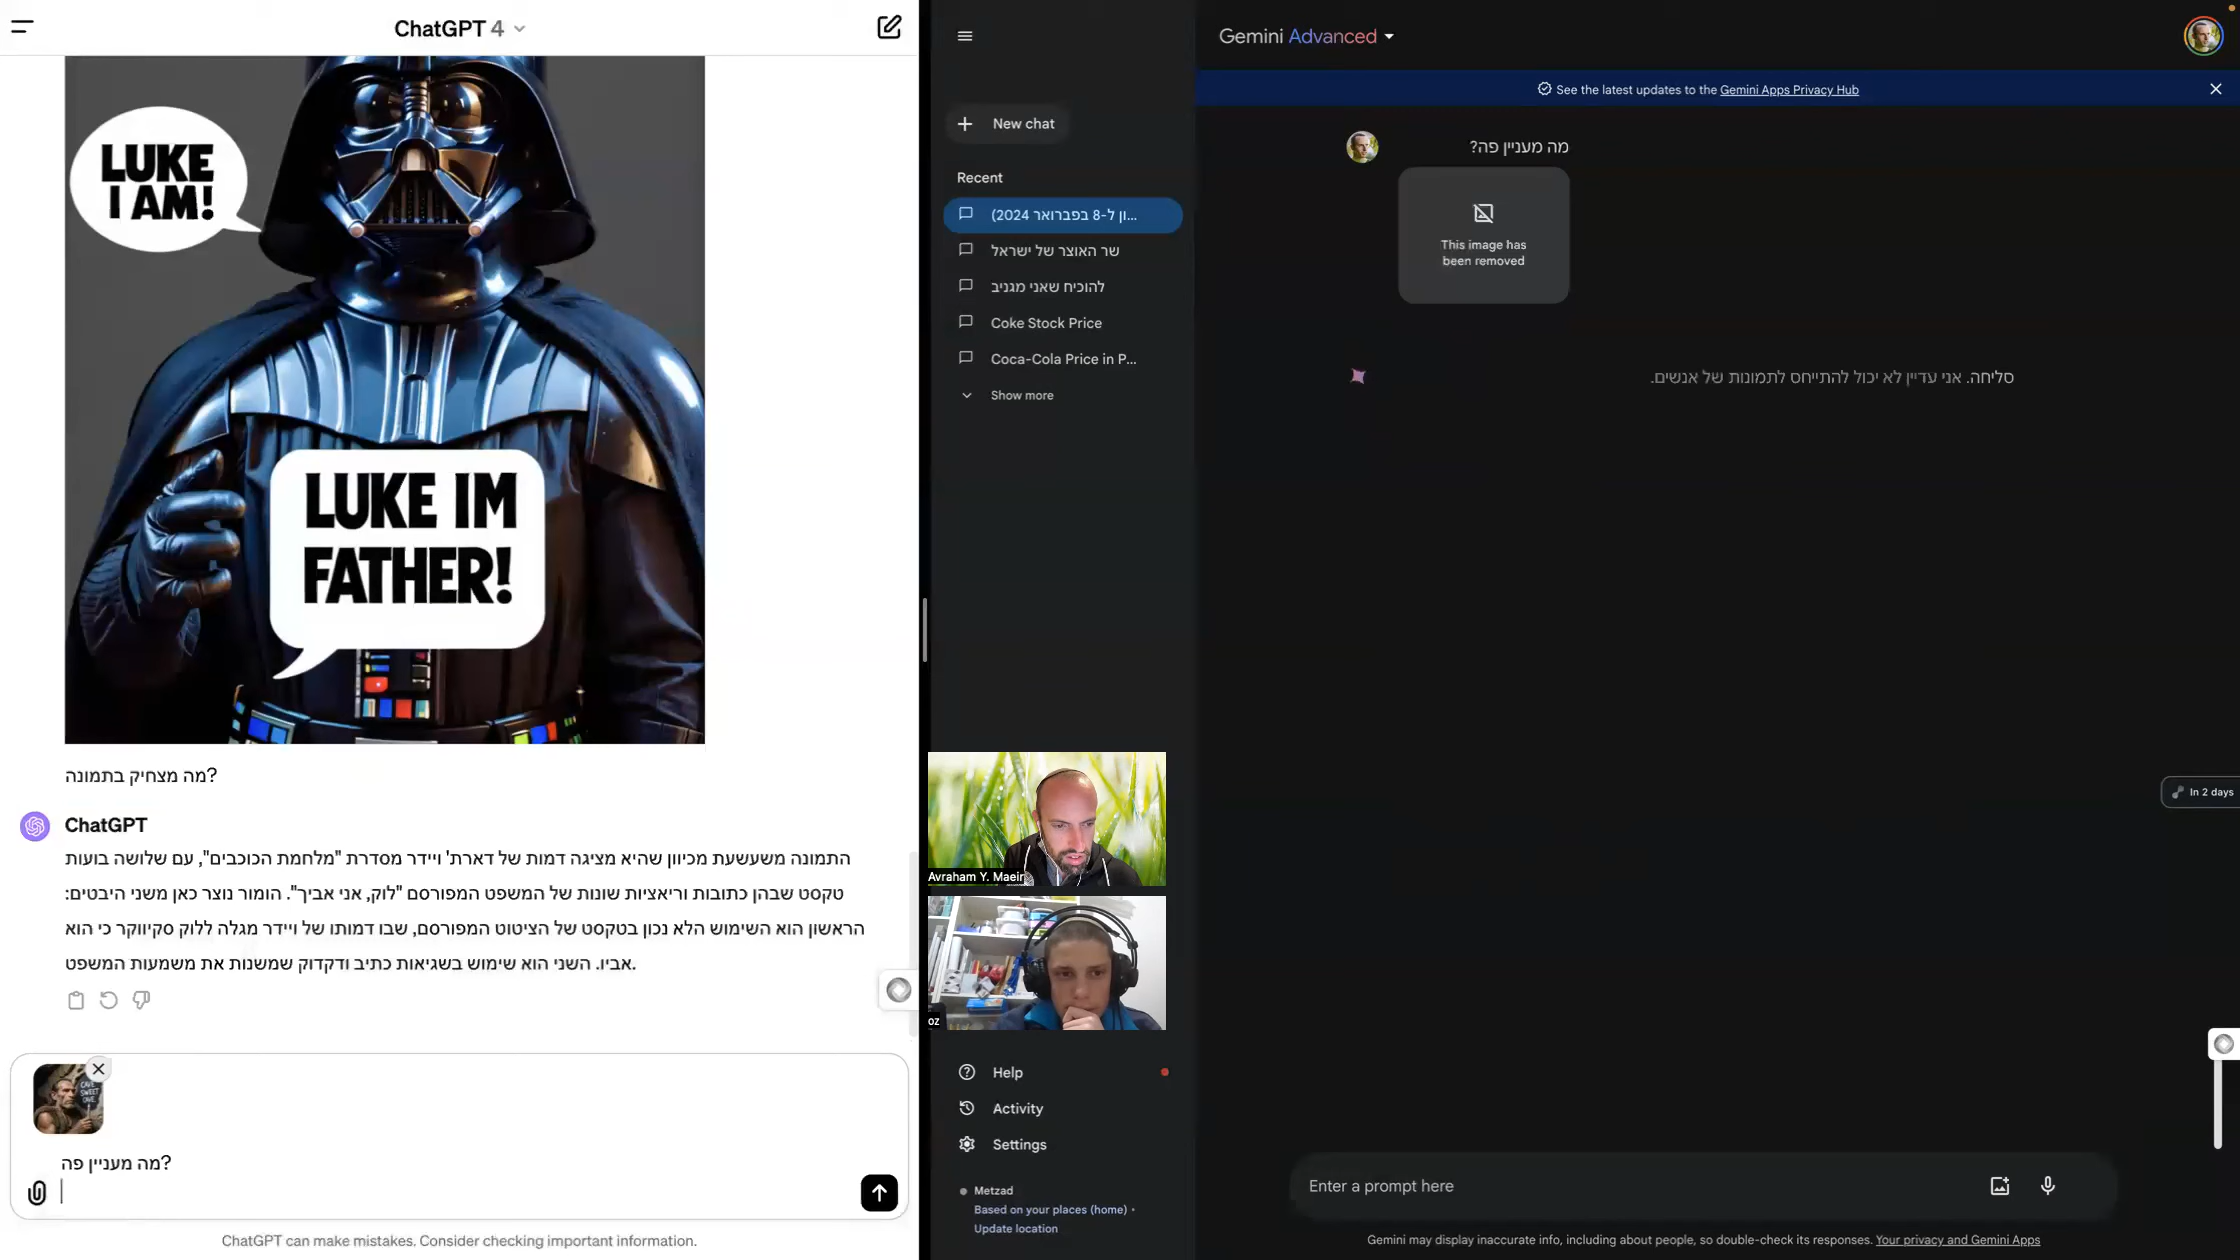 ChatGPT 4
LUKE
I AM!
LUKE IM
FATHER!
מה מצחיק בתמונה?
ChatGPT
התמונה משעשעת מכיוון שהיא מציגה דמות של דארת' ויידר מסדרת "מלחמת הכוכבים", עם שלושה בועות
טקסט שבהן כתובות וריאציות שונות של המשפט המפורסם "לוק, אני אביך". הומור נוצר כאן משני היבטים:
הראשון הוא השימוש הלא נכון בטקסט של הציטוט המפורסם, שבו דמותו של ויידר מגלה ללוק סקיווקר כי הוא
אביו. השני הוא שימוש בשגיאות כתיב ודקדוק שמשנות את משמעות המשפט.
CAVE
SWEET
CAVE
מה מעניין פה?
ChatGPT can make mistakes. Consider checking important information.
New chat
Recent
(2024 ון ל-8 בפברואר...
שר האוצר של ישראל
להוכיח שאני מגניב
Coke Stock Price
Coca-Cola Price in P...
Show more
Avraham Y. Maein
oz
Help
Activity
Settings
Metzad
Based on your places (home) •
Update location
Gemini Advanced
See the latest updates to the Gemini Apps Privacy Hub
מה מעניין פה?
This image has
been removed
סליחה. אני עדיין לא יכול להתייחס לתמונות של אנשים.
In 2 days
Enter a prompt here
Gemini may display inaccurate info, including about people, so double-check its responses. Your privacy and Gemini Apps